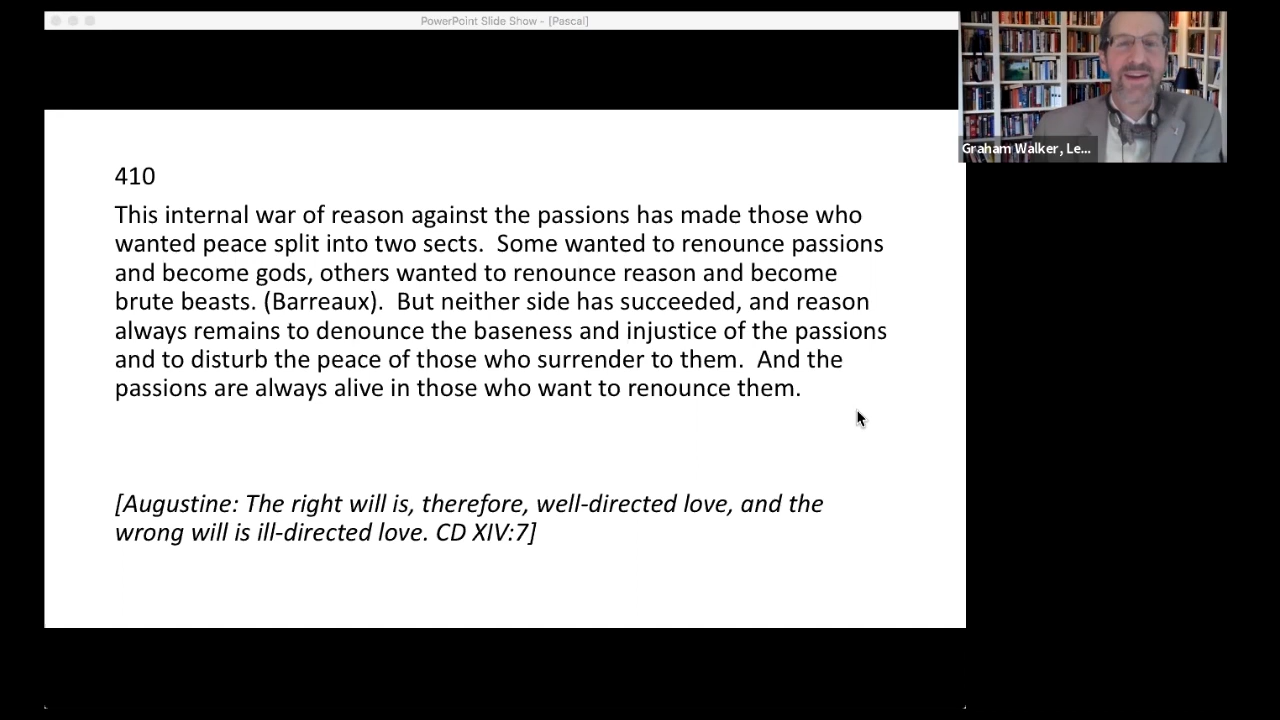 PowerPoint Slide Show - [Pascal]
Graham Walker, Le...
410
This internal war of reason against the passions has made those who
wanted peace split into two sects.  Some wanted to renounce passions
and become gods, others wanted to renounce reason and become
brute beasts. (Barreaux).  But neither side has succeeded, and reason
always remains to denounce the baseness and injustice of the passions
and to disturb the peace of those who surrender to them.  And the
passions are always alive in those who want to renounce them.
[Augustine: The right will is, therefore, well-directed love, and the
wrong will is ill-directed love. CD XIV:7]